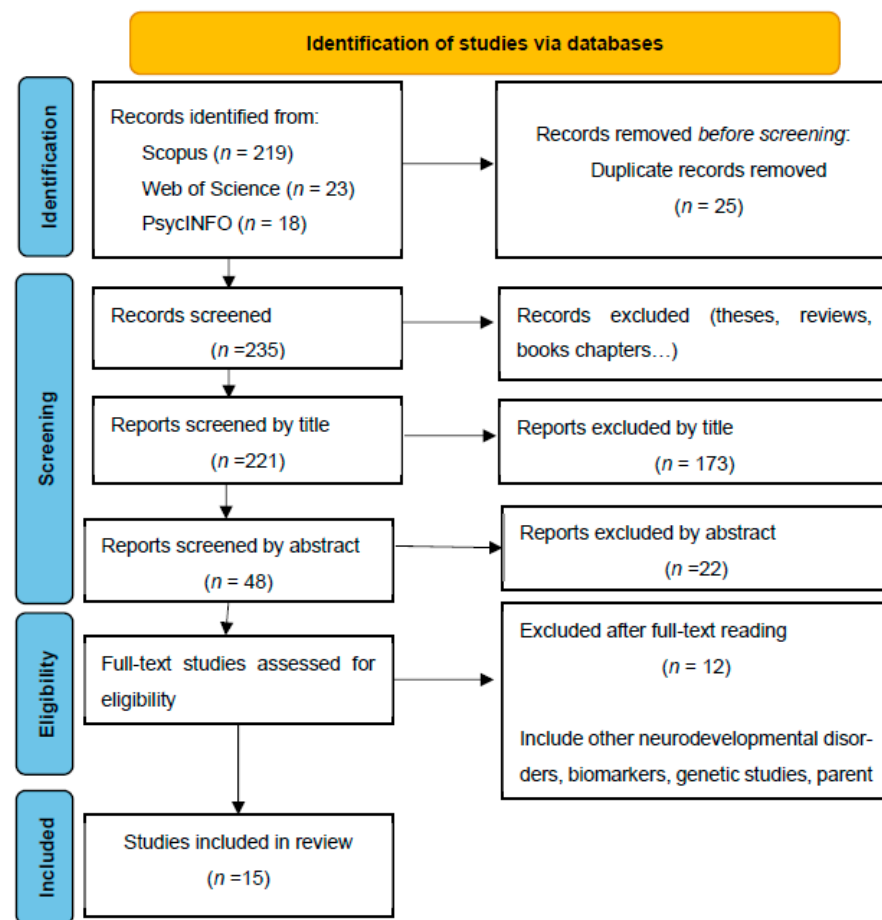 Identification of studies via databases
Identification
Records identified from:
Scopus (n = 219)
Web of Science (n = 23)
PsycINFO (n = 18)
Records removed before screening:
Duplicate records removed
(n = 25)
Screening
Records screened
(n =235)
Records excluded (theses, reviews,
books chapters…)
Reports screened by title
(n =221)
Reports excluded by title
(n = 173)
Reports screened by abstract
(n = 48)
Reports excluded by abstract
(n =22)
Eligibility
Full-text studies assessed for
eligibility
Excluded after full-text reading
(n = 12)
Include other neurodevelopmental disor-
ders, biomarkers, genetic studies, parent
Included
Studies included in review
(n =15)